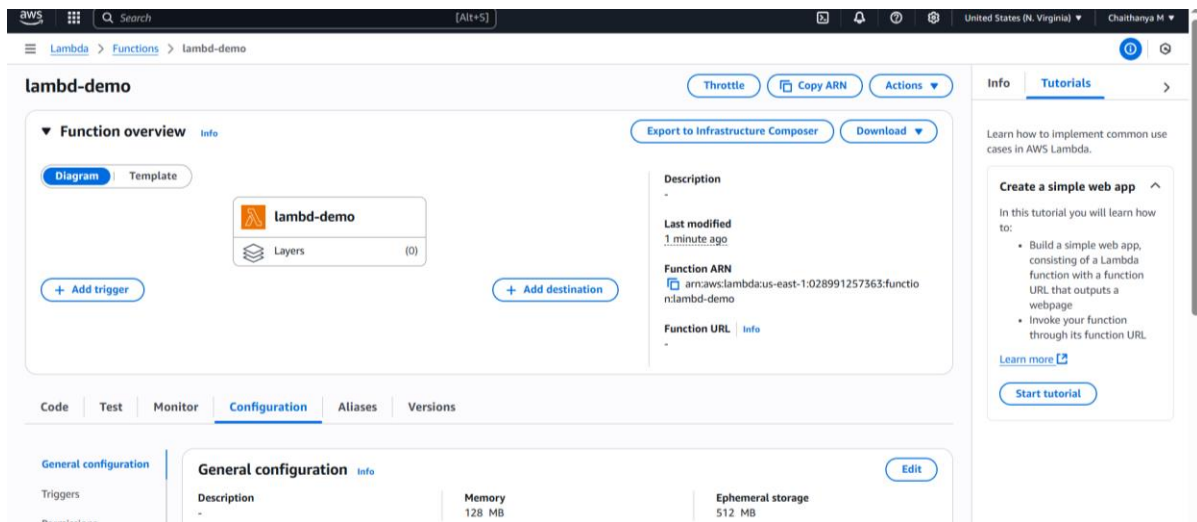 aws
Search
[Alt+S]
United States (N. Virginia) ▼
Chaithanya M ▼
Lambda > Functions > lambd-demo
lambd-demo
Throttle
Copy ARN
Actions ▼
Info
Tutorials
▼ Function overview Info
Export to Infrastructure Composer
Download ▼
Diagram
Template
lambd-demo
Layers (0)
+ Add trigger
+ Add destination
Description
-
Last modified
1 minute ago
Function ARN
arn:aws:lambda:us-east-1:028991257363:functio
n:lambd-demo
Function URL Info
-
Learn how to implement common use
cases in AWS Lambda.
Create a simple web app
In this tutorial you will learn how
to:
• Build a simple web app,
consisting of a Lambda
function with a function
URL that outputs a
webpage
• Invoke your function
through its function URL
Learn more
Start tutorial
Code
Test
Monitor
Configuration
Aliases
Versions
General configuration
Triggers
General configuration Info
Edit
Description
-
Memory
128 MB
Ephemeral storage
512 MB